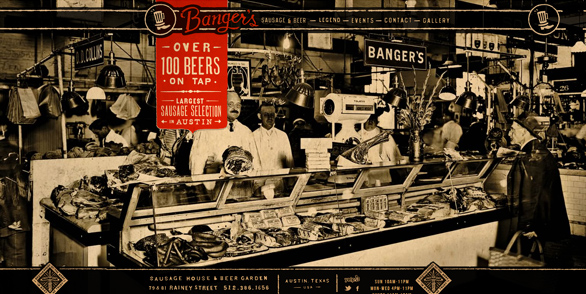 Banger's
SAUSAGE & BEER — LEGEND — EVENTS — CONTACT — GALLERY
OVER
100 BEERS
ON TAP
LARGEST
SAUSAGE SELECTION
IN AUSTIN
BANGER'S
SAUSAGE HOUSE & BEER GARDEN
79 & 81 RAINEY STREET 512.386.1656
AUSTIN TEXAS
USA
SUN 10AM-11PM
MON-WED 4PM-11PM